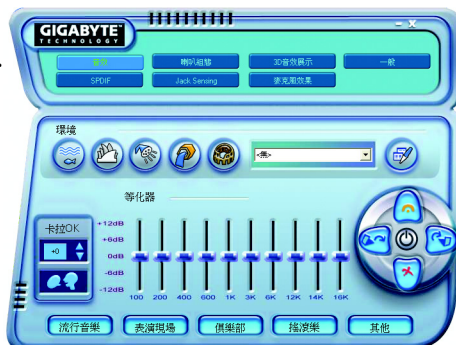 GIGABYTE™
TECHNOLOGY
音效
喇叭組態
3D音效展示
一般
SPDIF
Jack Sensing
麥克風效果
環境
<無>
等化器
卡拉OK
+0
+12dB
+6dB
0dB
-6dB
-12dB
100 200 400 600 1K 3K 6K 12K 14K 16K
流行音樂
表演現場
俱樂部
搖滾樂
其他